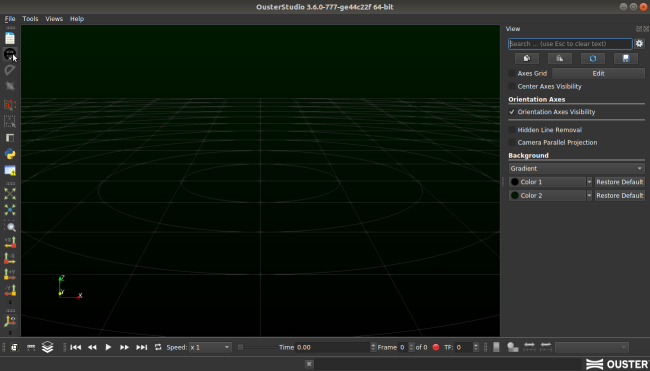 OusterStudio 3.6.0-777-ge44c22f 64-bit
File Tools Views Help
View
Search ... (use Esc to clear text)
Axes Grid Edit
Center Axes Visibility
Orientation Axes
Orientation Axes Visibility
Hidden Line Removal
Camera Parallel Projection
Background
Gradient
Color 1 Restore Default
Color 2 Restore Default
Z
Y
X
Speed: x 1 Time 0.00 Frame 0 of 0 TF: 0
OUSTER